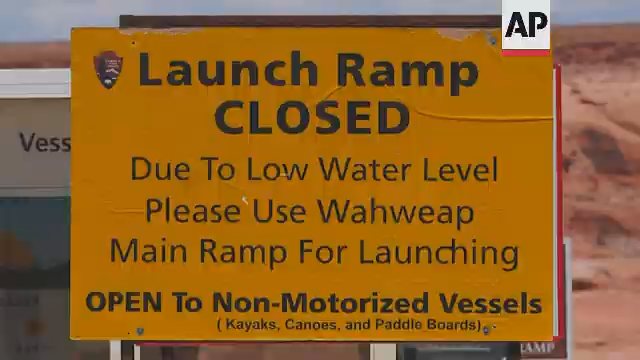 AP
Launch Ramp
CLOSED
Vess
Due To Low Water Level
Please Use Wahweap
Main Ramp For Launching
OPEN To Non-Motorized Vessels
( Kayaks, Canoes, and Paddle Boards)
RAMP